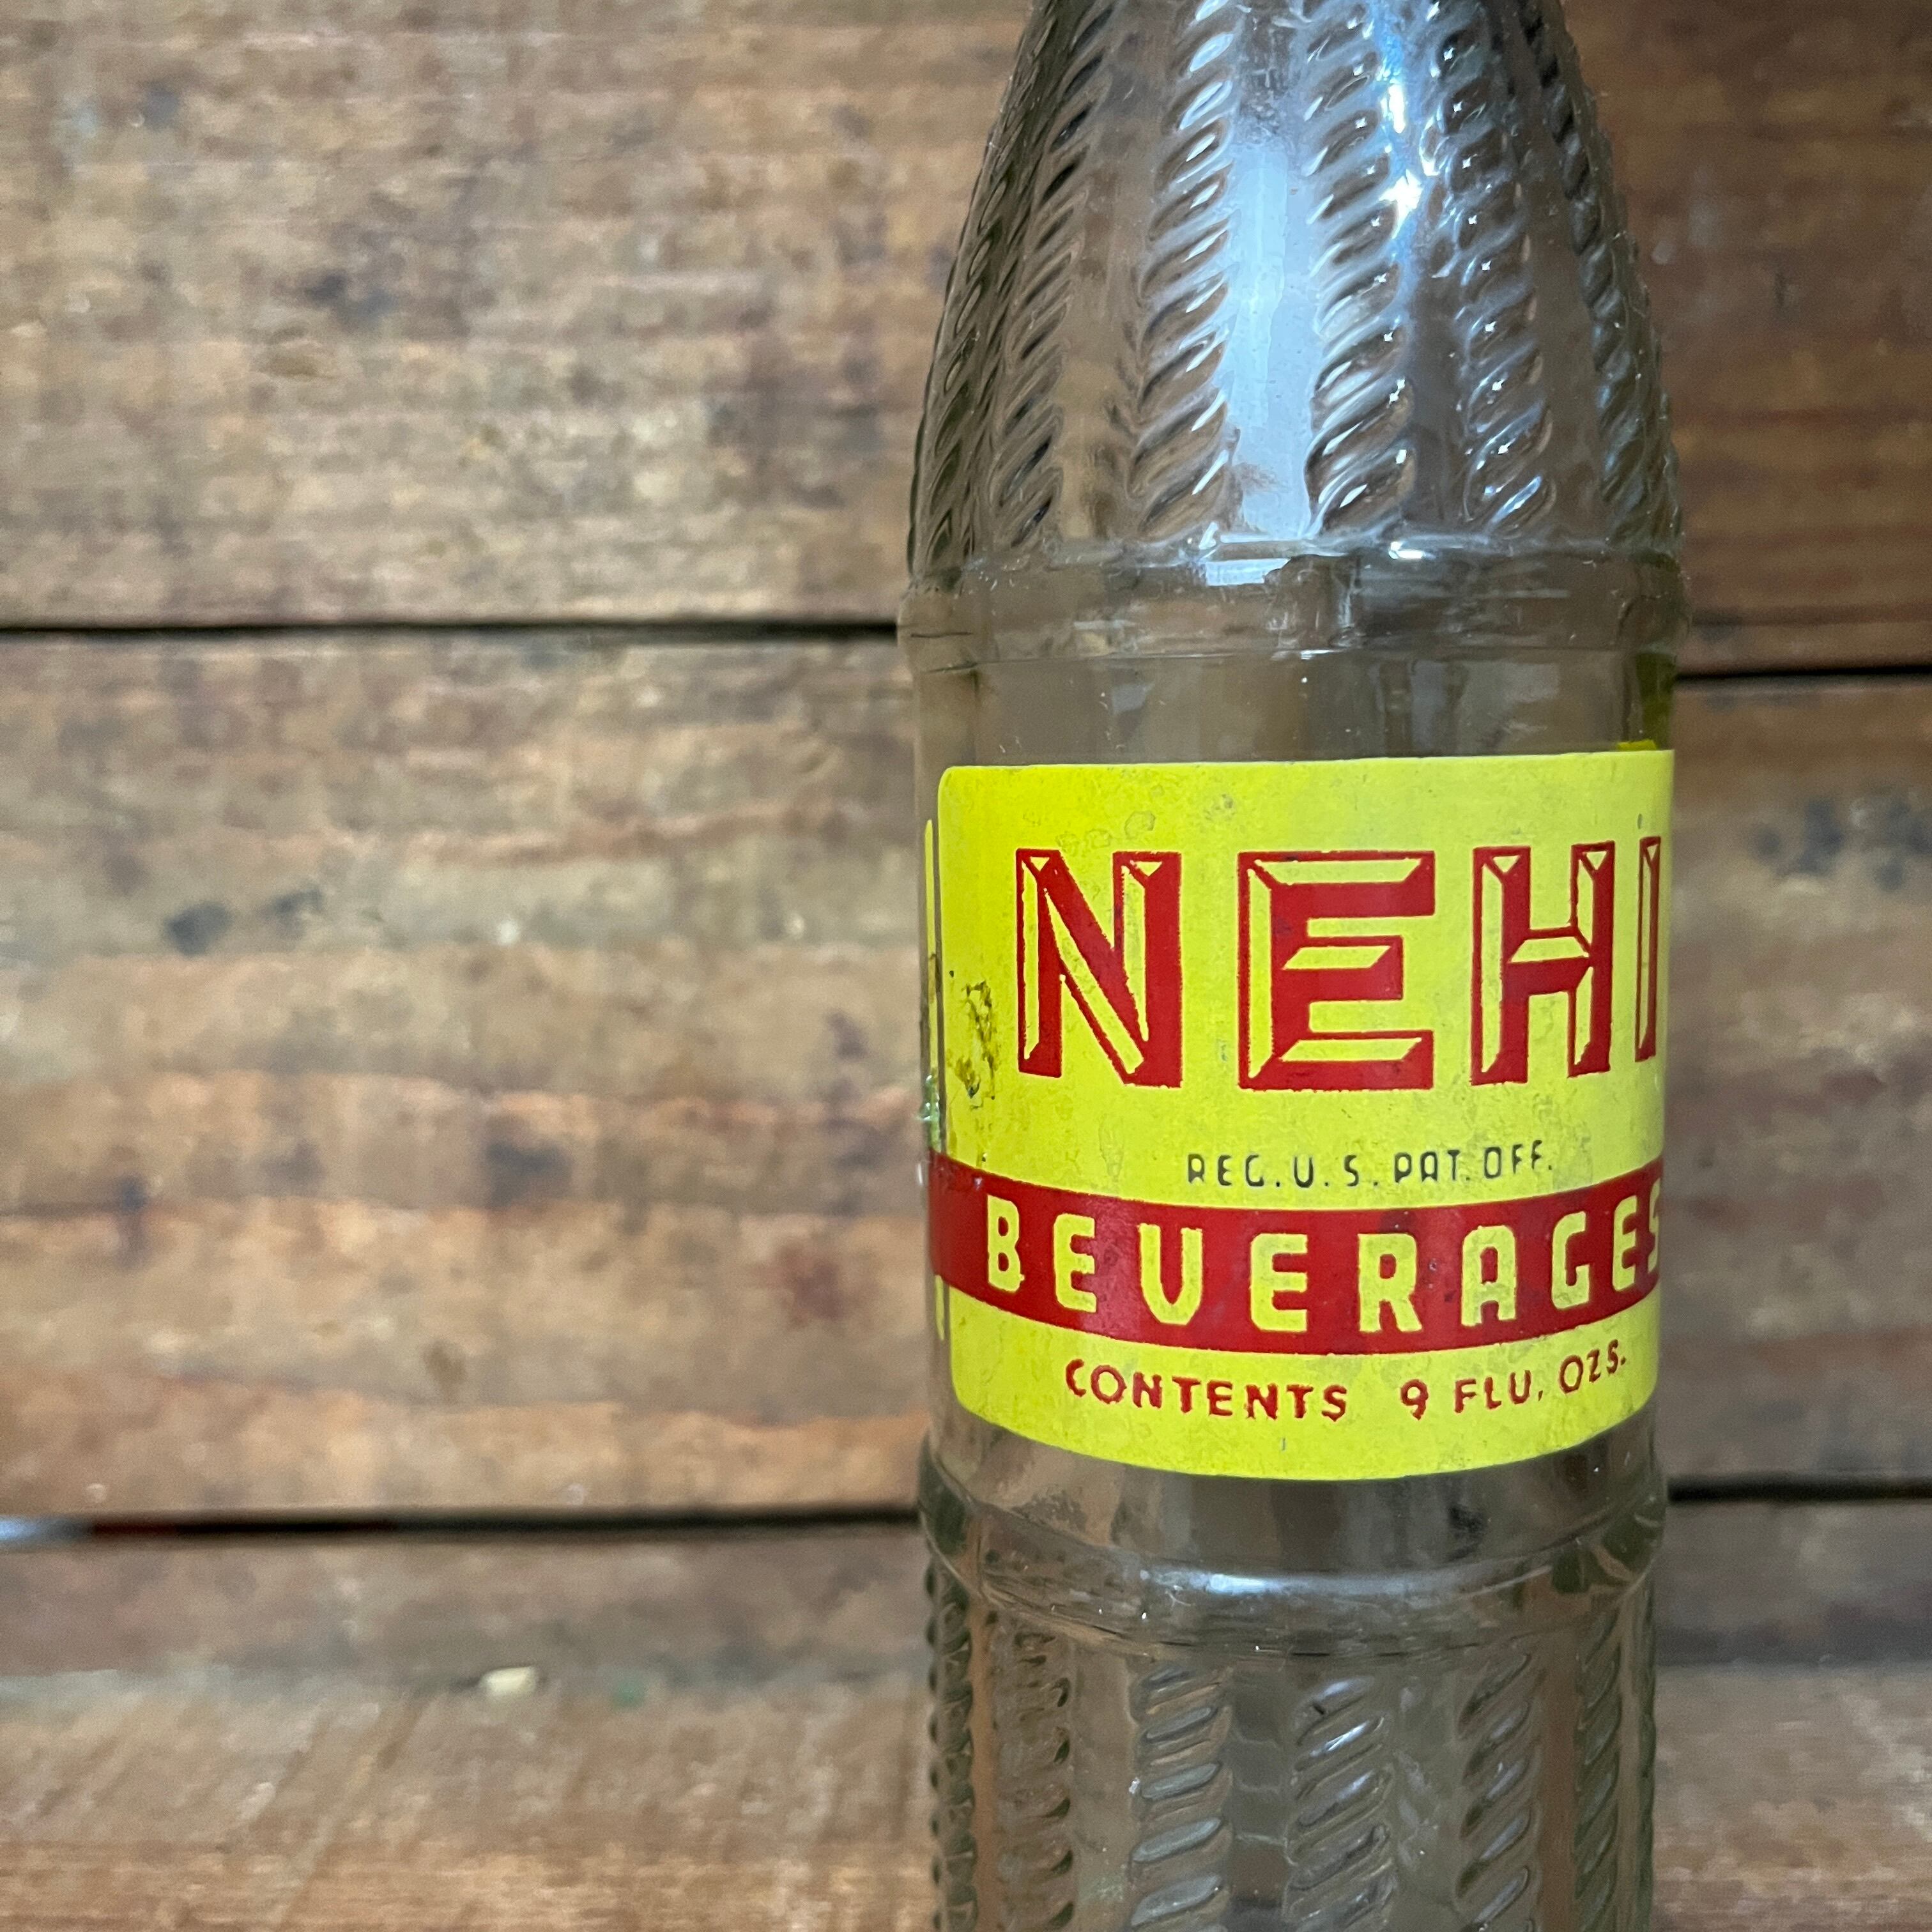 NEHI
REG. U. S. PAT. OFF.
BEVERAGES
CONTENTS 9 FLU. OZS.